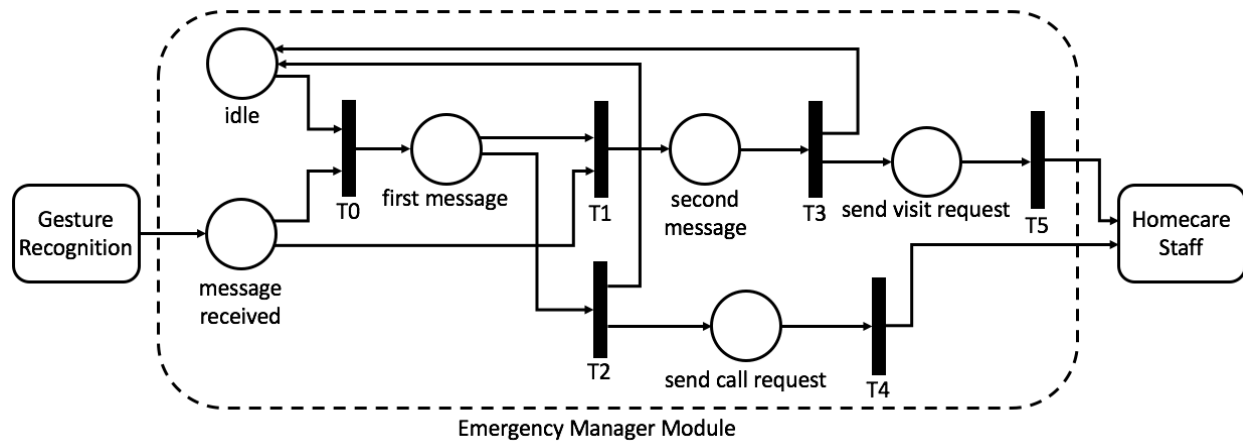 idle
T0
first message
T1
second
message
T3
send visit request
T5
Gesture
Recognition
message
received
Homecare
Staff
T2
send call request
T4
Emergency Manager Module